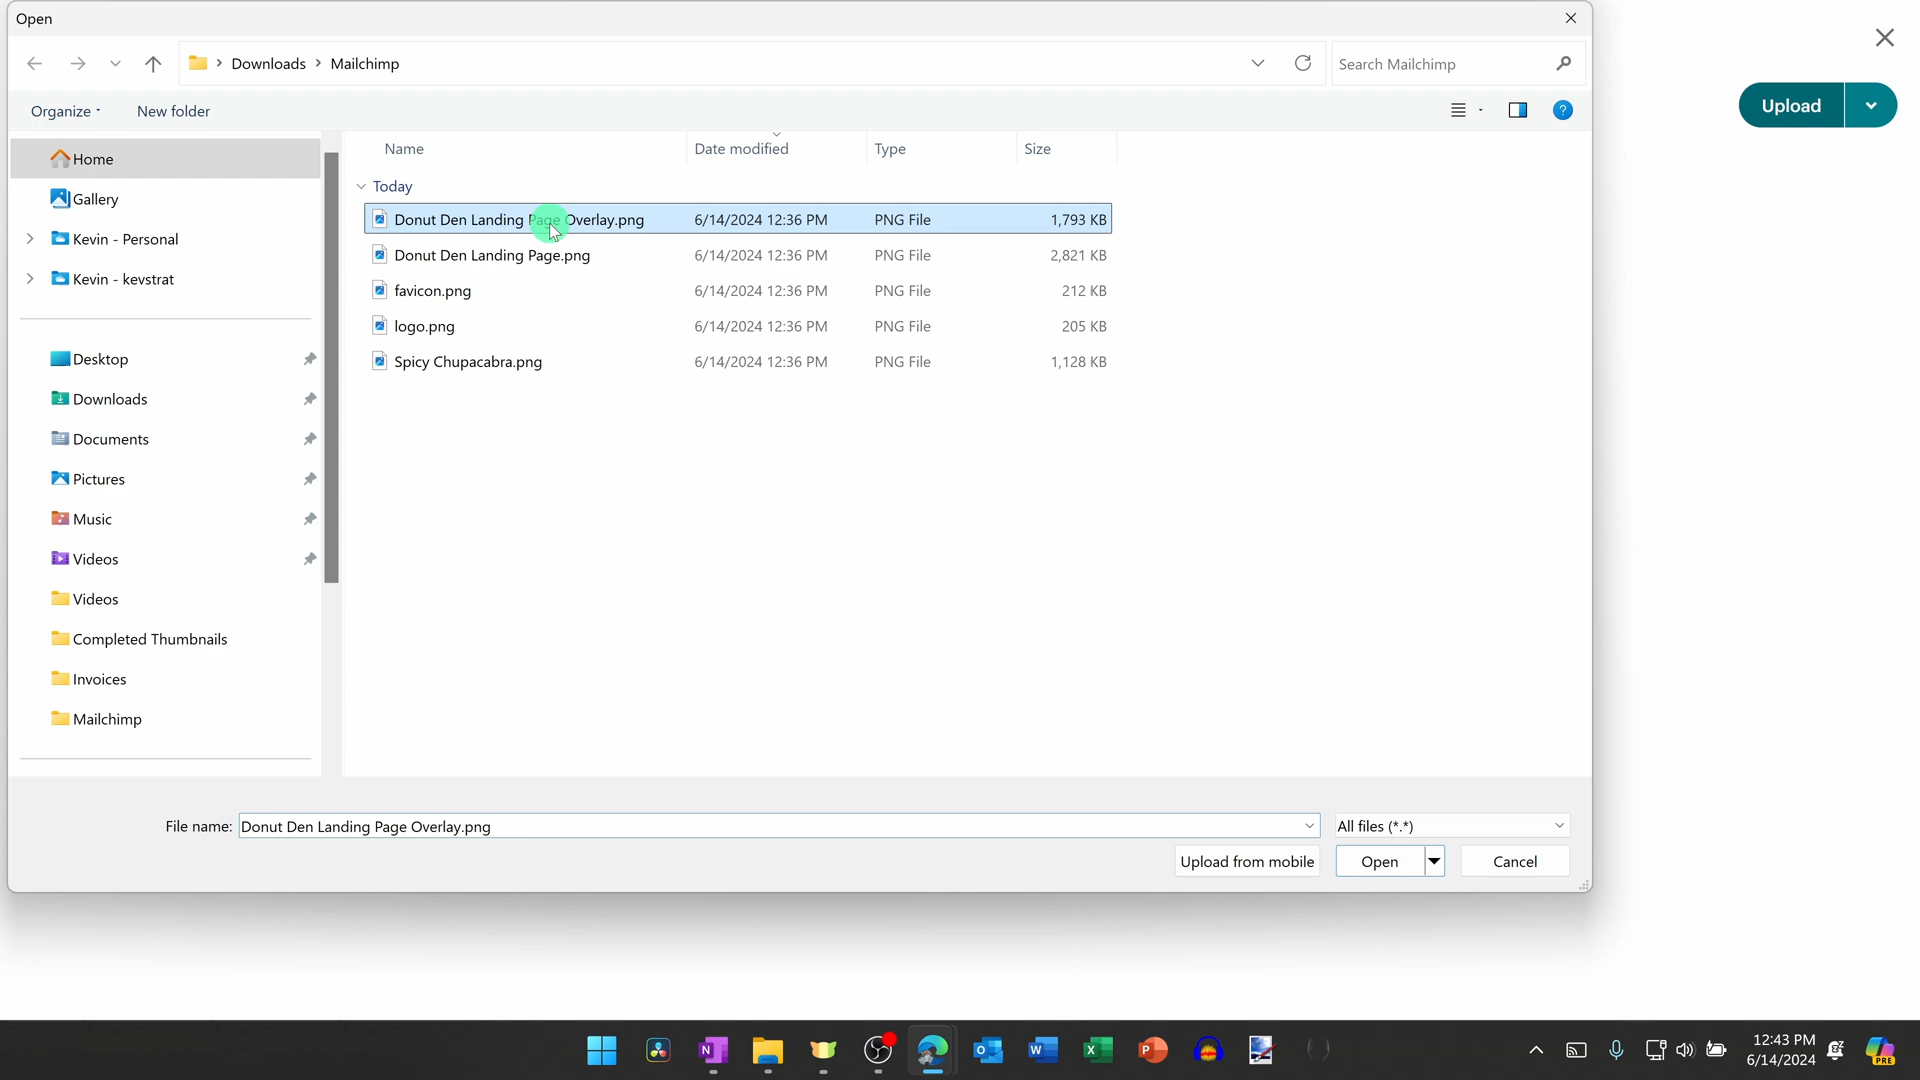 Open
Downloads > Mailchimp
Search Mailchimp
Upload
Organize
New folder
Home
Gallery
Kevin - Personal
Kevin - kevstrat
Desktop
Downloads
Documents
Pictures
Music
Videos
Videos
Completed Thumbnails
Invoices
Mailchimp
Name Date modified Type Size
Today
Donut Den Landing Page Overlay.png 6/14/2024 12:36 PM PNG File 1,793 KB
Donut Den Landing Page.png 6/14/2024 12:36 PM PNG File 2,821 KB
favicon.png 6/14/2024 12:36 PM PNG File 212 KB
logo.png 6/14/2024 12:36 PM PNG File 205 KB
Spicy Chupacabra.png 6/14/2024 12:36 PM PNG File 1,128 KB
File name: Donut Den Landing Page Overlay.png
All files (*.*)
Upload from mobile
Open
Cancel
12:43 PM
6/14/2024
PRE